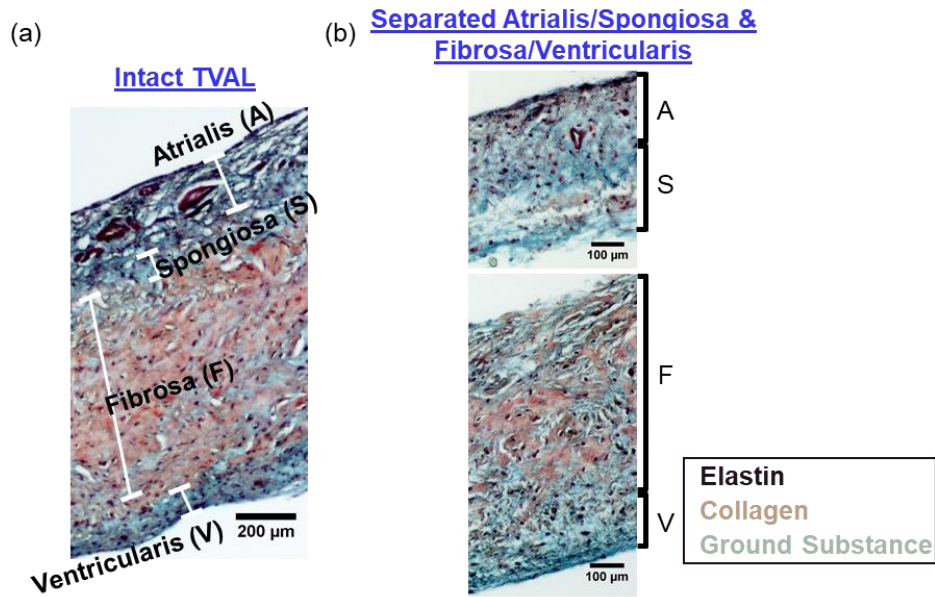 (a)
Intact TVAL
Atrialis (A)
Spongiosa (S)
Fibrosa (F)
Ventricularis (V)
200 µm
(b)
Separated Atrialis/Spongiosa &
Fibrosa/Ventricularis
A
S
100 µm
F
V
100 µm
Elastin
Collagen
Ground Substance